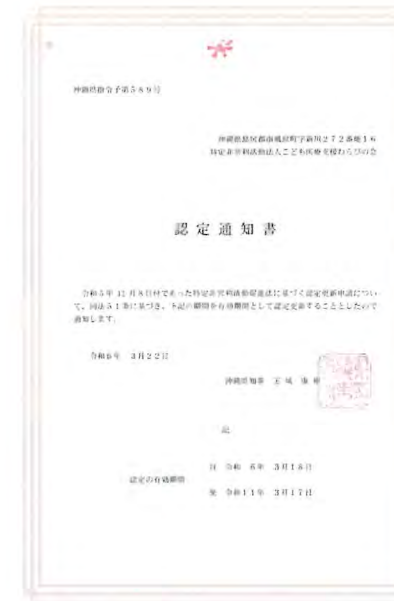 沖縄県指令子第589号
沖縄県島尻郡南風原町字新川272番地16
特定非営利活動法人こども医療支援わらびの会
認定通知書
令和5年12月8日付であった特定非営利活動促進法に基づく認定更新申請につい
て、同法51条に基づき、下記の期間を有効期間として認定更新することとしたので
通知します。
令和6年 3月22日
沖縄県知事 玉城 康裕
記
認定の有効期間
自 令和 6年 3月18日
至 令和11年 3月17日